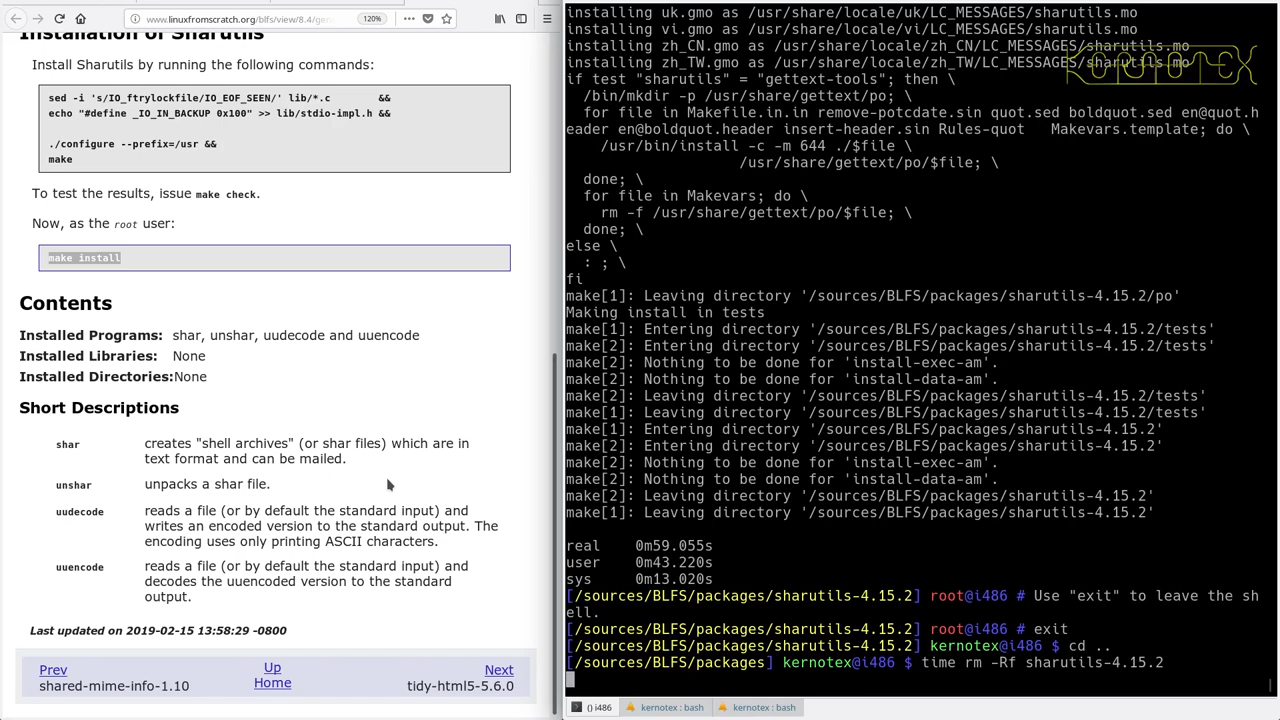 www.linuxfromscratch.org/blfs/view/8.4/gen
120%
Installation of Sharutils
Install Sharutils by running the following commands:
sed -i 's/IO_ftrylockfile/IO_EOF_SEEN/' lib/*.c        &&
echo "#define _IO_IN_BACKUP 0x100" >> lib/stdio-impl.h &&
./configure --prefix=/usr &&
make
To test the results, issue make check.
Now, as the root user:
make install
Contents
Installed Programs: shar, unshar, uudecode and uuencode
Installed Libraries: None
Installed Directories:None
Short Descriptions
shar creates "shell archives" (or shar files) which are in
text format and can be mailed.
unshar unpacks a shar file.
uudecode reads a file (or by default the standard input) and
writes an encoded version to the standard output. The
encoding uses only printing ASCII characters.
uuencode reads a file (or by default the standard input) and
decodes the uuencoded version to the standard
output.
Last updated on 2019-02-15 13:58:29 -0800
Prev Up Next
shared-mime-info-1.10 Home tidy-html5-5.6.0
installing uk.gmo as /usr/share/locale/uk/LC_MESSAGES/sharutils.mo
installing vi.gmo as /usr/share/locale/vi/LC_MESSAGES/sharutils.mo
installing zh_CN.gmo as /usr/share/locale/zh_CN/LC_MESSAGES/sharutils.mo
installing zh_TW.gmo as /usr/share/locale/zh_TW/LC_MESSAGES/sharutils.mo
KERNOTEX
if test "sharutils" = "gettext-tools"; then \
  /bin/mkdir -p /usr/share/gettext/po; \
  for file in Makefile.in.in remove-potcdate.sin quot.sed boldquot.sed en@quot.h
eader en@boldquot.header insert-header.sin Rules-quot   Makevars.template; do \
    /usr/bin/install -c -m 644 ./$file \
                    /usr/share/gettext/po/$file; \
  done; \
  for file in Makevars; do \
    rm -f /usr/share/gettext/po/$file; \
  done; \
else \
  : ; \
fi
make[1]: Leaving directory '/sources/BLFS/packages/sharutils-4.15.2/po'
Making install in tests
make[1]: Entering directory '/sources/BLFS/packages/sharutils-4.15.2/tests'
make[2]: Entering directory '/sources/BLFS/packages/sharutils-4.15.2/tests'
make[2]: Nothing to be done for 'install-exec-am'.
make[2]: Nothing to be done for 'install-data-am'.
make[2]: Leaving directory '/sources/BLFS/packages/sharutils-4.15.2/tests'
make[1]: Leaving directory '/sources/BLFS/packages/sharutils-4.15.2/tests'
make[1]: Entering directory '/sources/BLFS/packages/sharutils-4.15.2'
make[2]: Entering directory '/sources/BLFS/packages/sharutils-4.15.2'
make[2]: Nothing to be done for 'install-exec-am'.
make[2]: Nothing to be done for 'install-data-am'.
make[2]: Leaving directory '/sources/BLFS/packages/sharutils-4.15.2'
make[1]: Leaving directory '/sources/BLFS/packages/sharutils-4.15.2'
real    0m59.055s
user    0m43.220s
sys     0m13.020s
[/sources/BLFS/packages/sharutils-4.15.2] root@i486 # Use "exit" to leave the sh
ell.
[/sources/BLFS/packages/sharutils-4.15.2] root@i486 # exit
[/sources/BLFS/packages/sharutils-4.15.2] kernotex@i486 $ cd ..
[/sources/BLFS/packages] kernotex@i486 $ time rm -Rf sharutils-4.15.2
() i486 kernotex : bash kernotex : bash